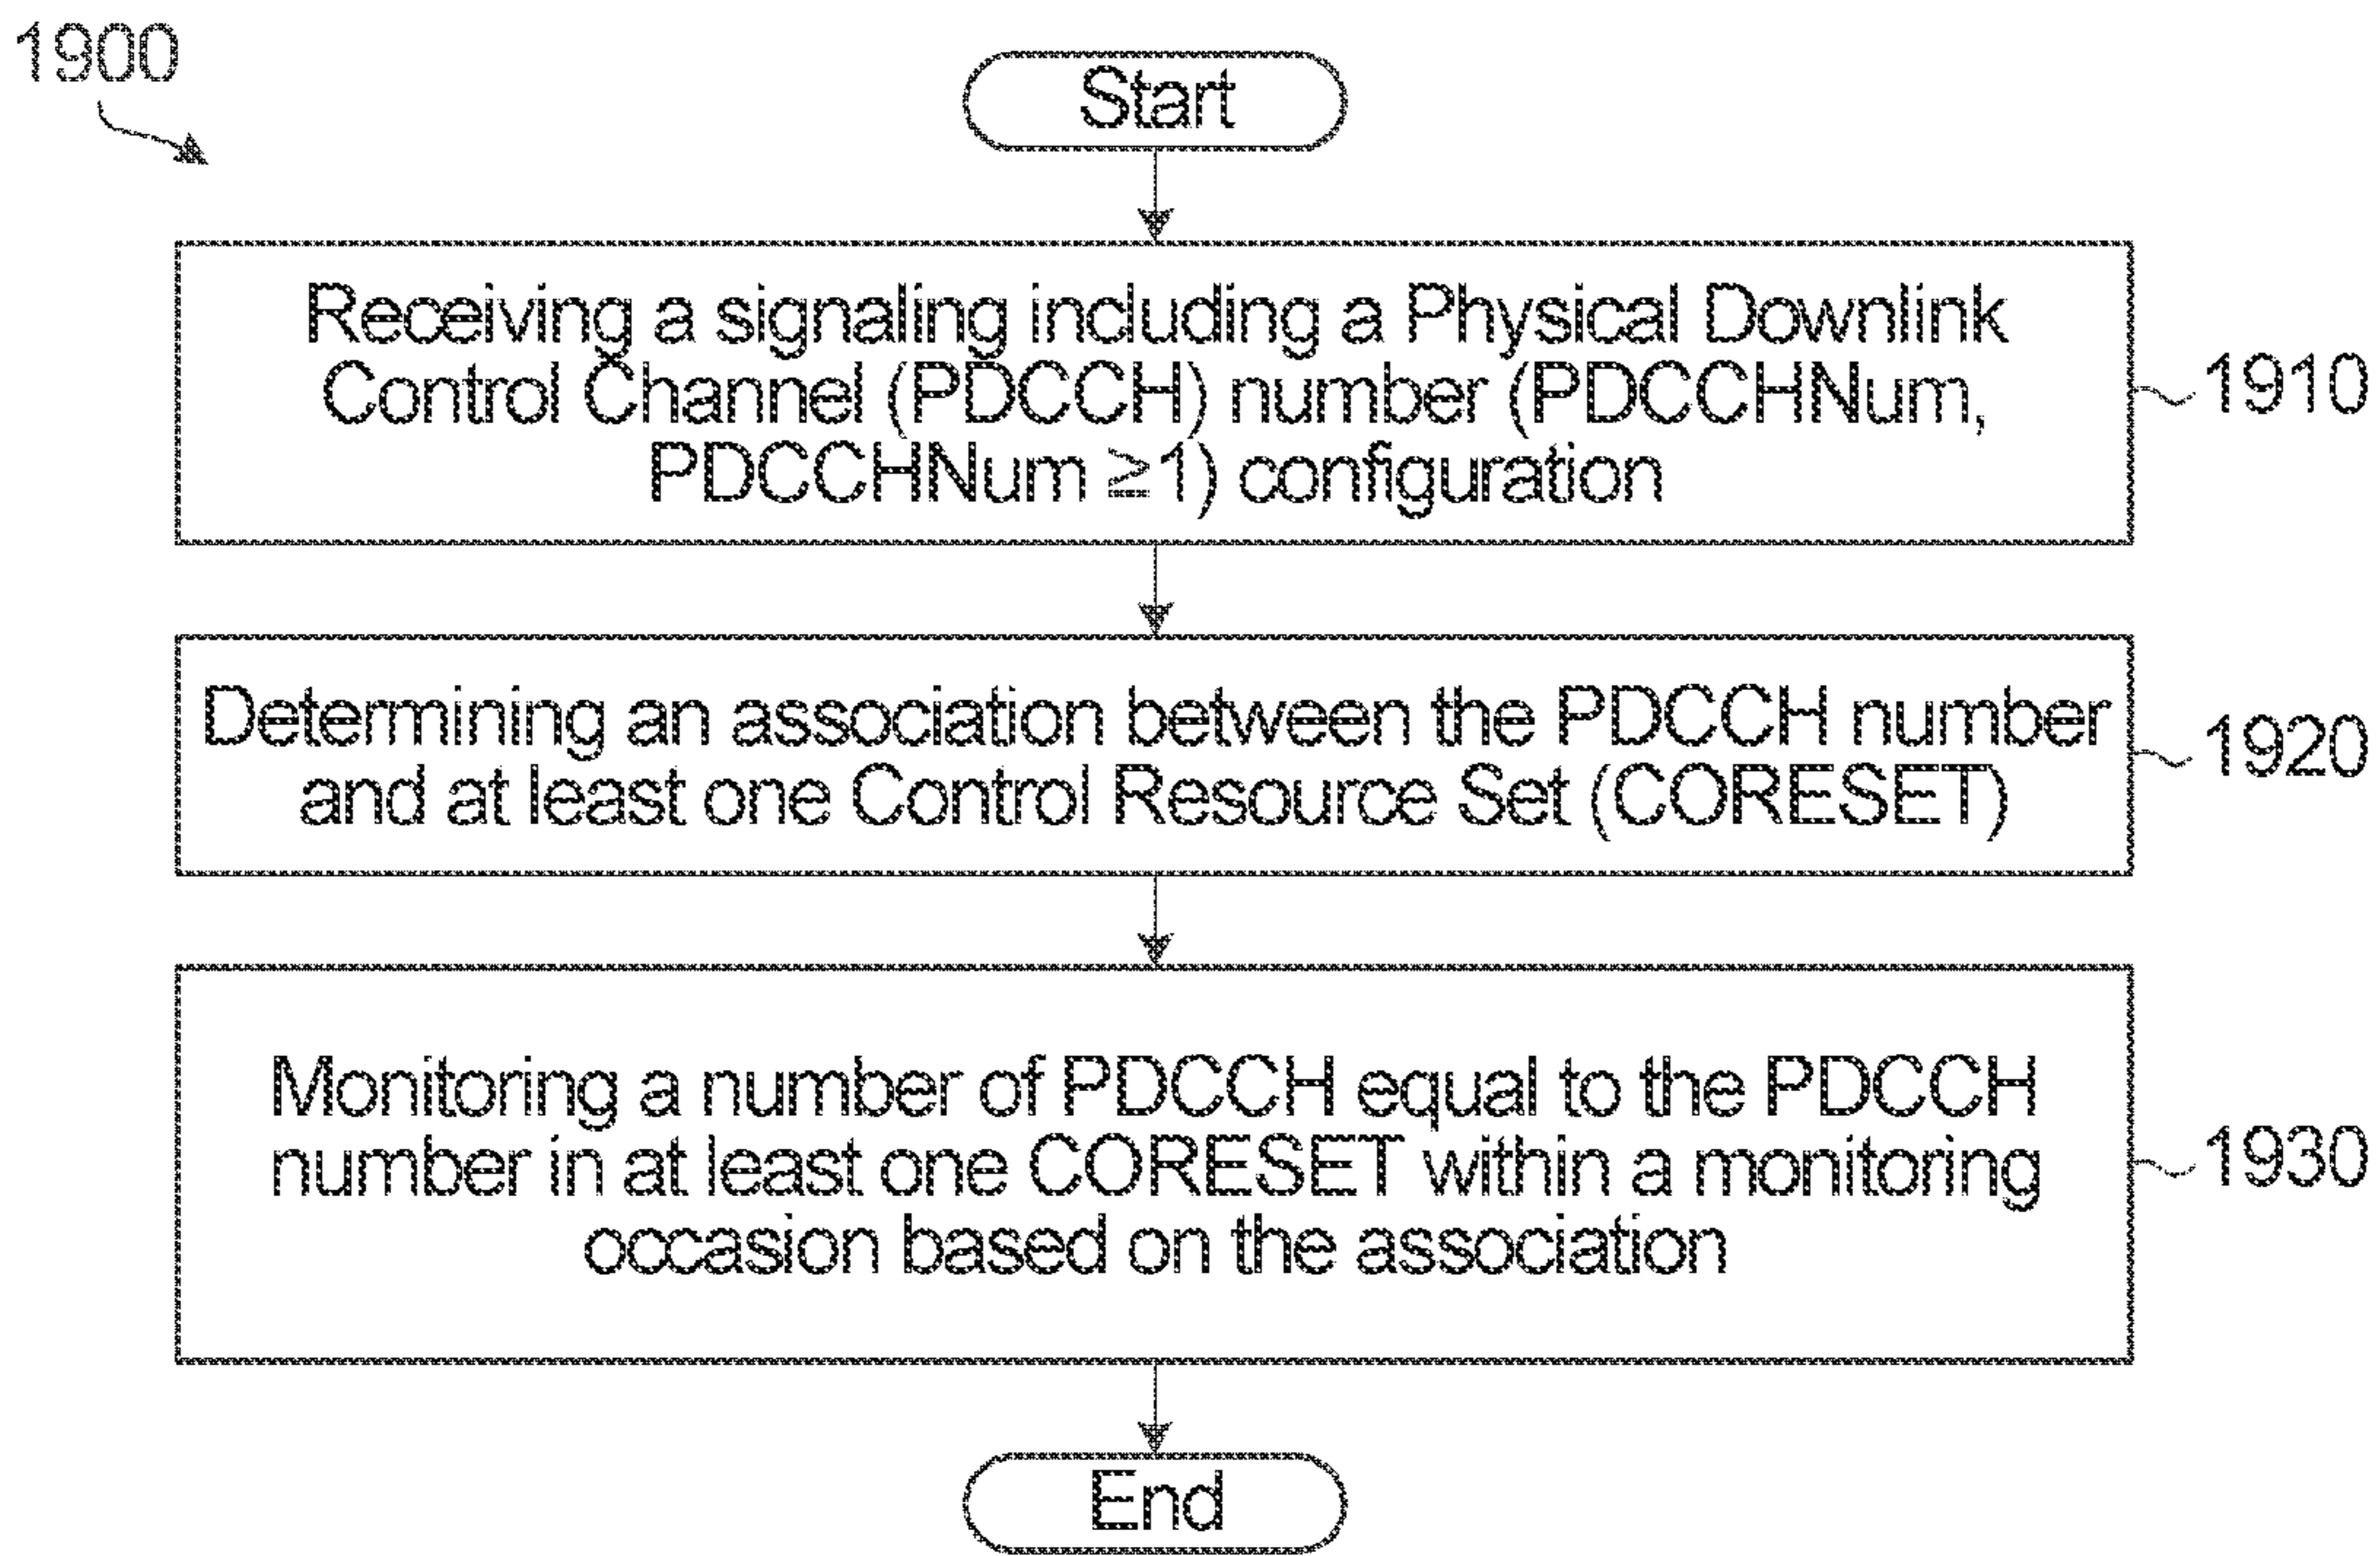 1900
Start
Receiving a signaling including a Physical Downlink
Control Channel (PDCCH) number (PDCCHNum,
PDCCHNum ≧1) configuration
1910
Determining an association between the PDCCH number
and at least one Control Resource Set (CORESET)
1920
Monitoring a number of PDCCH equal to the PDCCH
number in at least one CORESET within a monitoring
occasion based on the association
1930
End